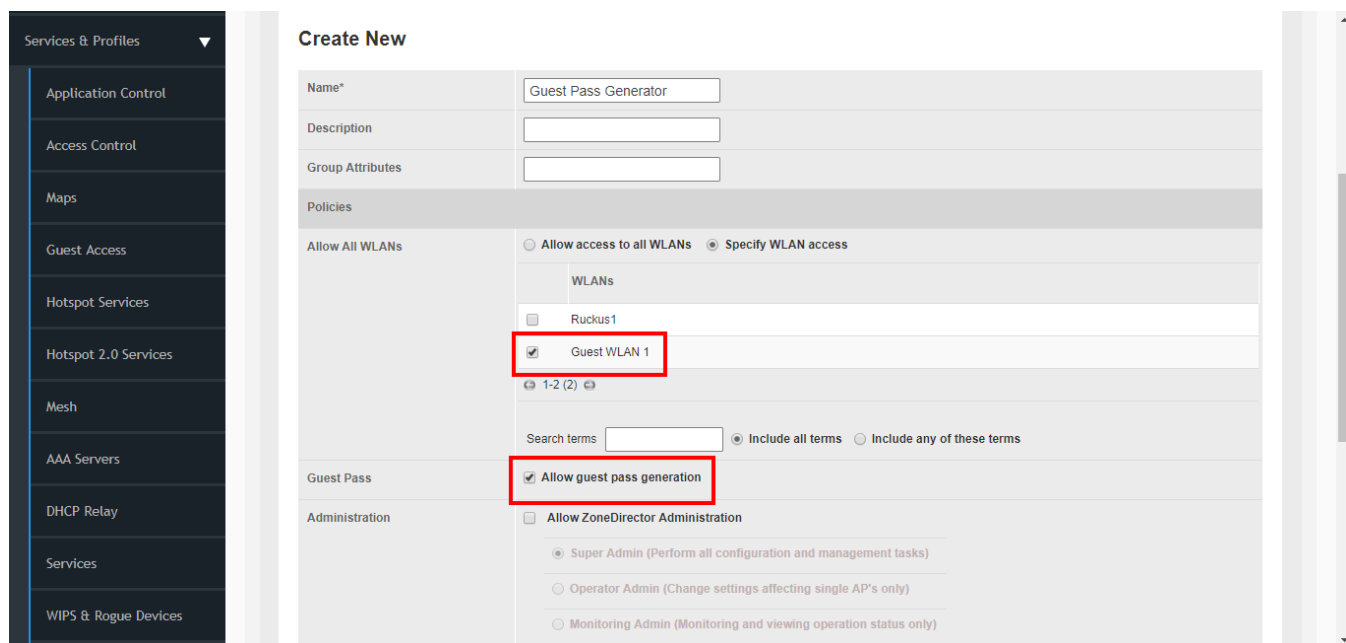 Services & Profiles
Application Control
Access Control
Maps
Guest Access
Hotspot Services
Hotspot 2.0 Services
Mesh
AAA Servers
DHCP Relay
Services
WIPS & Rogue Devices
Create New
Name* Guest Pass Generator
Description
Group Attributes
Policies
Allow All WLANs Allow access to all WLANs Specify WLAN access
WLANs
Ruckus1
Guest WLAN 1
1-2 (2)
Search terms Include all terms Include any of these terms
Guest Pass Allow guest pass generation
Administration Allow ZoneDirector Administration
Super Admin (Perform all configuration and management tasks)
Operator Admin (Change settings affecting single AP's only)
Monitoring Admin (Monitoring and viewing operation status only)